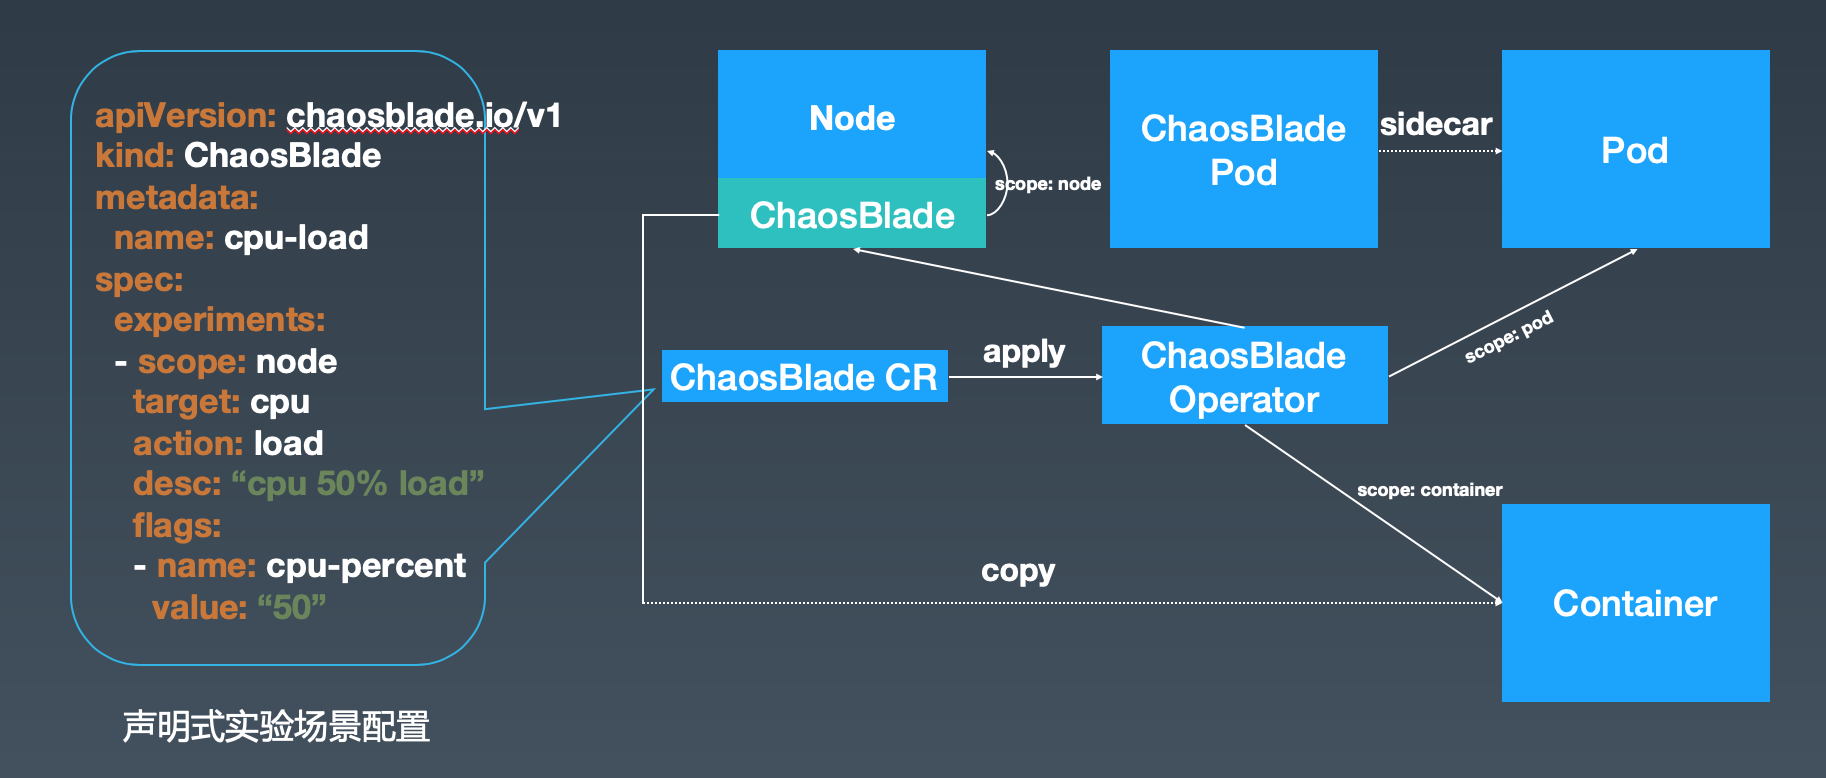 apiVersion: chaosblade.io/v1
kind: ChaosBlade
metadata:
name: cpu-load
spec:
experiments:
- scope: node
target: cpu
action: load
desc: “cpu 50% load”
flags:
- name: cpu-percent
value: “50”
声明式实验场景配置
Node
ChaosBlade
scope: node
ChaosBlade
Pod
sidecar
Pod
ChaosBlade CR
apply
ChaosBlade
Operator
scope: pod
scope: container
copy
Container